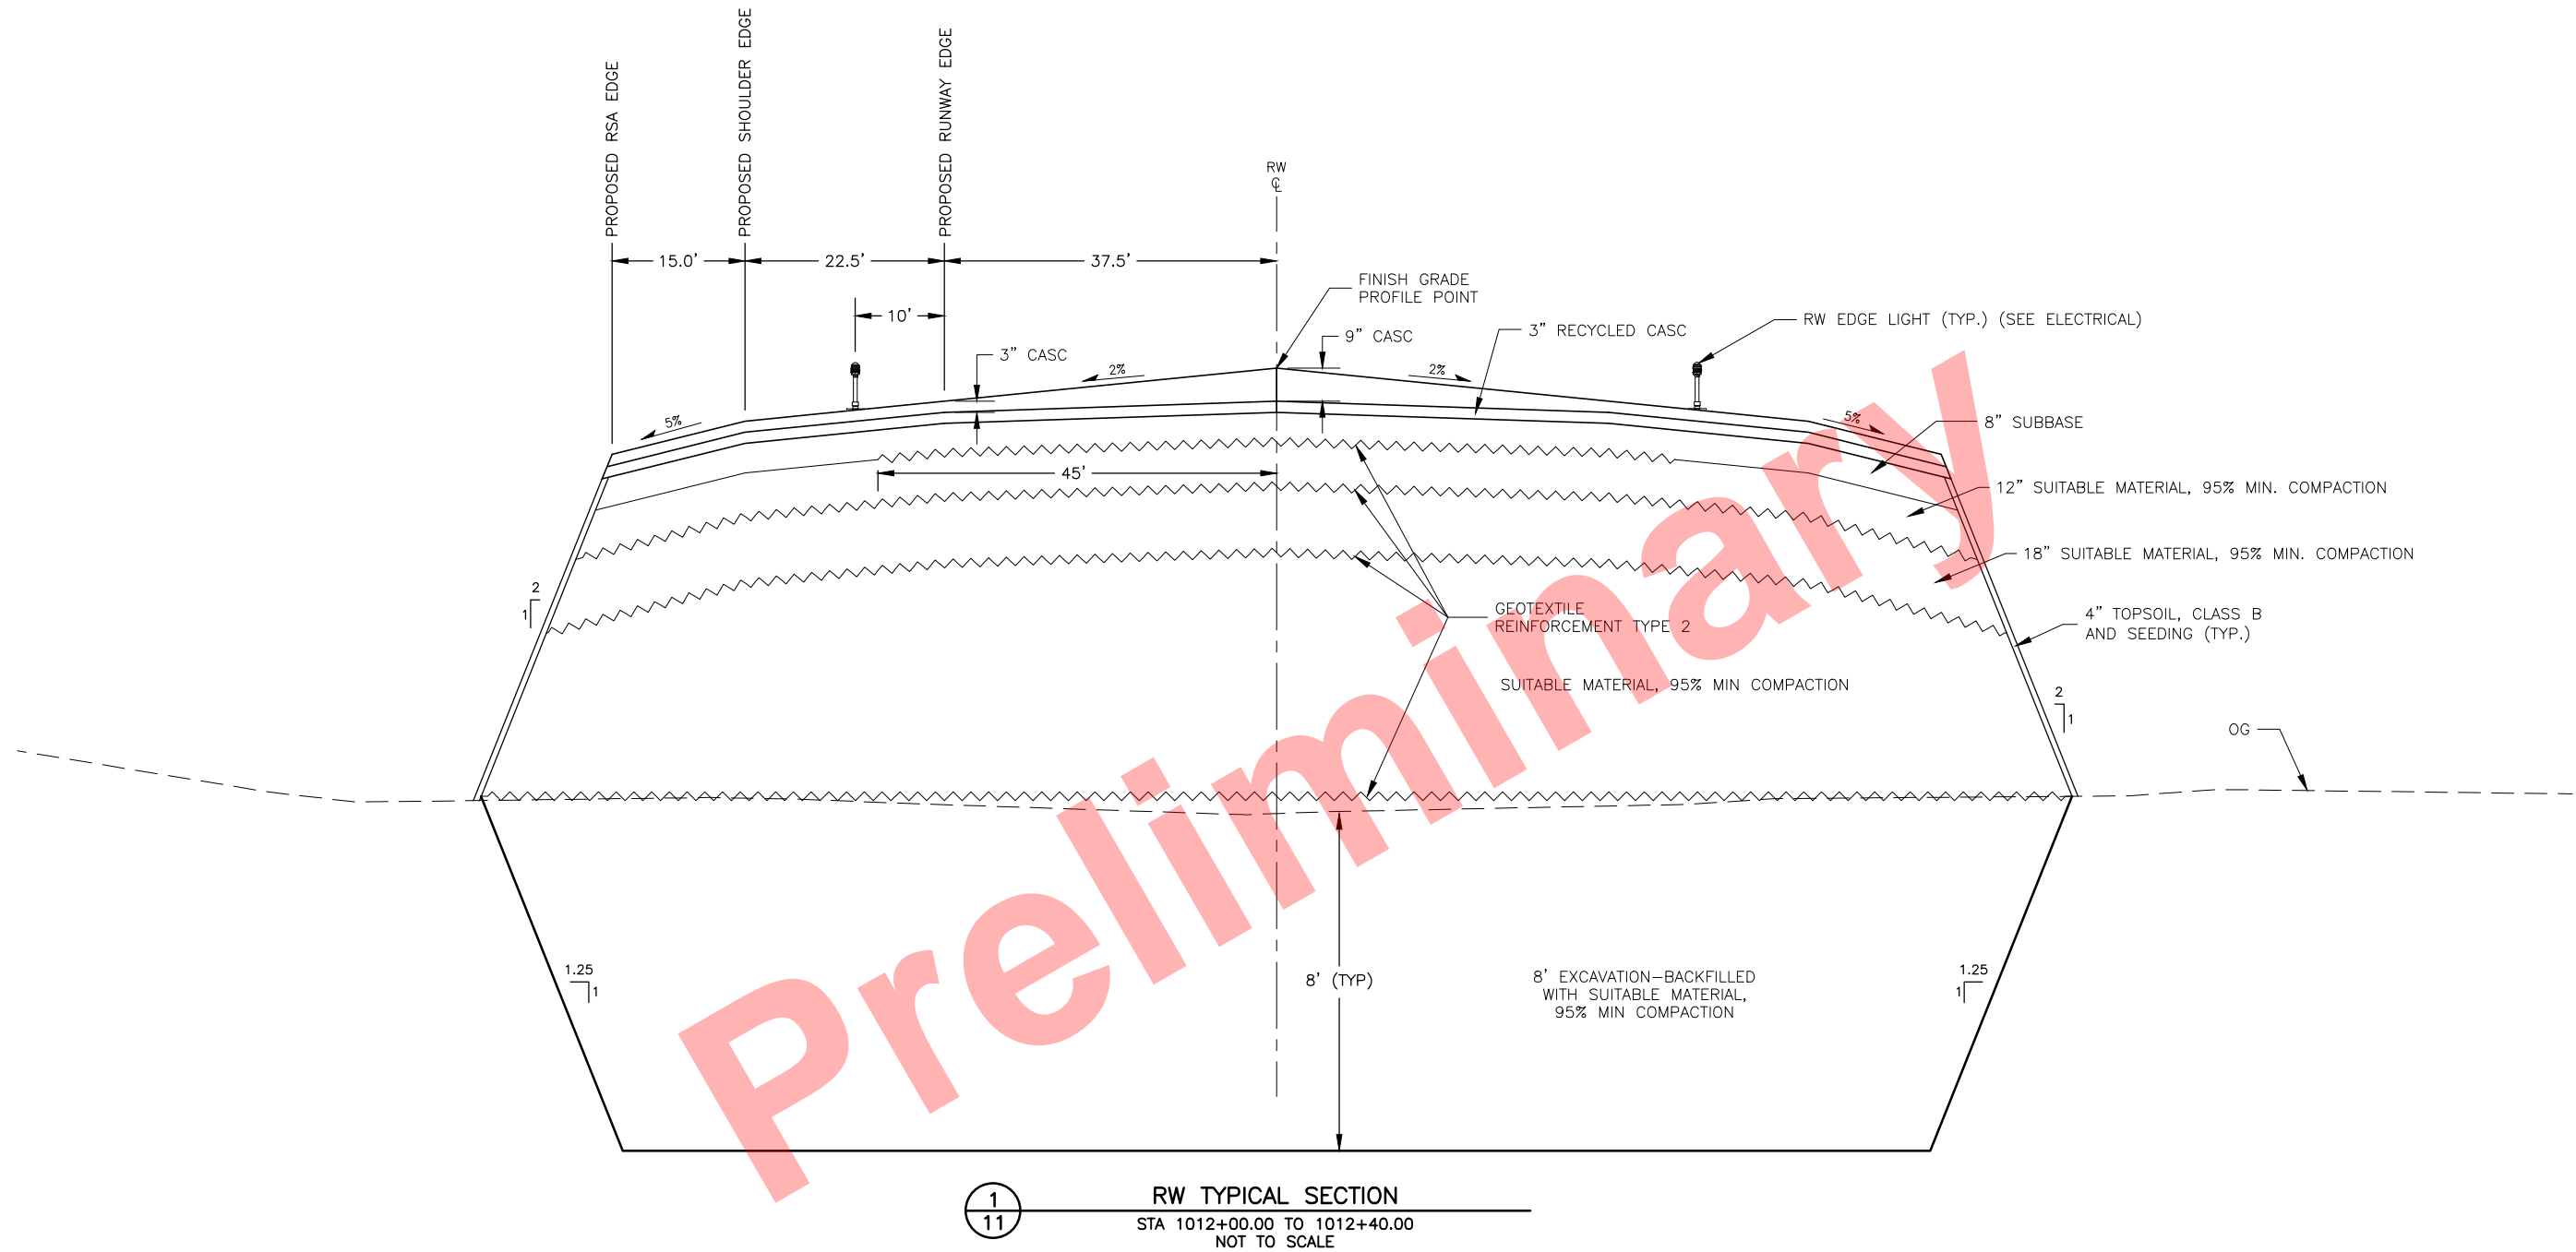 PROPOSED RSA EDGE
PROPOSED SHOULDER EDGE
PROPOSED RUNWAY EDGE
RW
℄
15.0'
22.5'
37.5'
10'
FINISH GRADE
PROFILE POINT
3" CASC
9" CASC
3" RECYCLED CASC
RW EDGE LIGHT (TYP.) (SEE ELECTRICAL)
2%
2%
5%
5%
8" SUBBASE
45'
12" SUITABLE MATERIAL, 95% MIN. COMPACTION
18" SUITABLE MATERIAL, 95% MIN. COMPACTION
2
1
GEOTEXTILE
REINFORCEMENT TYPE 2
4" TOPSOIL, CLASS B
AND SEEDING (TYP.)
SUITABLE MATERIAL, 95% MIN COMPACTION
2
1
OG
Preliminary
1.25
1
8' (TYP)
8' EXCAVATION-BACKFILLED
WITH SUITABLE MATERIAL,
95% MIN COMPACTION
1.25
1
1
11
RW TYPICAL SECTION
STA 1012+00.00 TO 1012+40.00
NOT TO SCALE